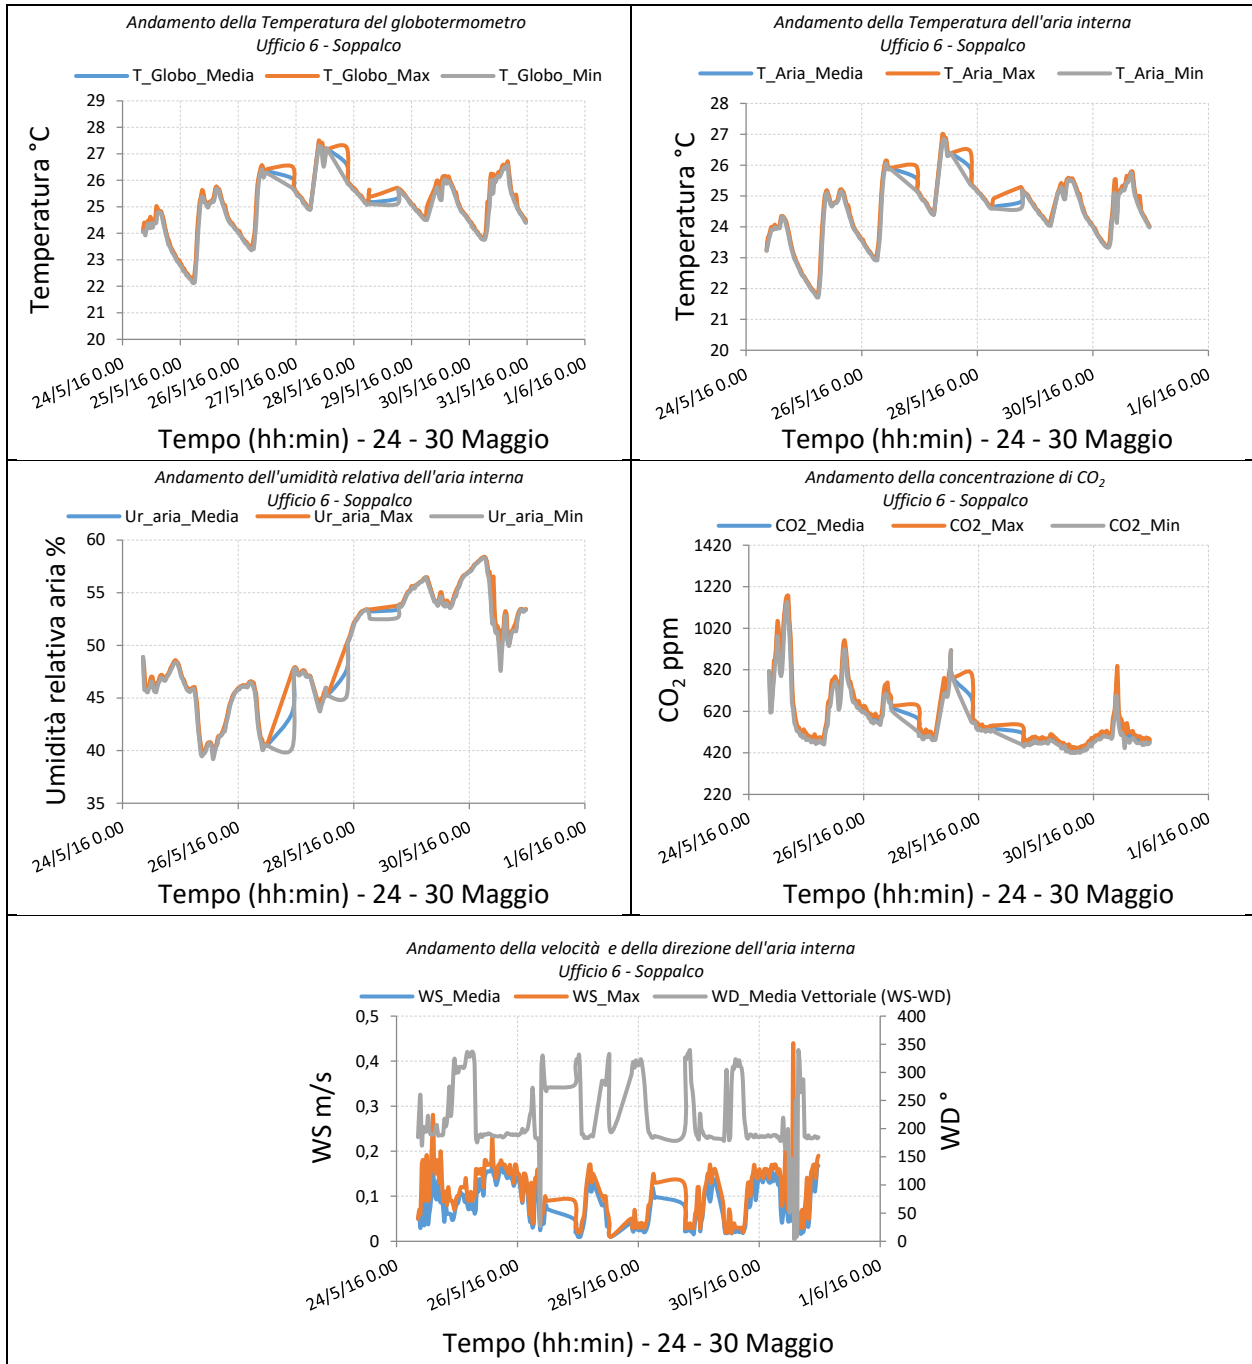 Andamento della Temperatura del globotermometro
Ufficio 6 - Soppalco
T_Globo_Media T_Globo_Max T_Globo_Min
Temperatura °C
29
28
27
26
25
24
23
22
21
20
24/5/16 0.00 25/5/16 0.00 26/5/16 0.00 27/5/16 0.00 28/5/16 0.00 29/5/16 0.00 30/5/16 0.00 31/5/16 0.00 1/6/16 0.00
Tempo (hh:min) - 24 - 30 Maggio
Andamento della Temperatura dell'aria interna
Ufficio 6 - Soppalco
T_Aria_Media T_Aria_Max T_Aria_Min
Temperatura °C
28
27
26
25
24
23
22
21
20
24/5/16 0.00 26/5/16 0.00 28/5/16 0.00 30/5/16 0.00 1/6/16 0.00
Tempo (hh:min) - 24 - 30 Maggio
Andamento dell'umidità relativa dell'aria interna
Ufficio 6 - Soppalco
Ur_aria_Media Ur_aria_Max Ur_aria_Min
Umidità relativa aria %
60
55
50
45
40
35
24/5/16 0.00 26/5/16 0.00 28/5/16 0.00 30/5/16 0.00 1/6/16 0.00
Tempo (hh:min) - 24 - 30 Maggio
Andamento della concentrazione di CO2
Ufficio 6 - Soppalco
CO2_Media CO2_Max CO2_Min
CO2 ppm
1420
1220
1020
820
620
420
220
24/5/16 0.00 26/5/16 0.00 28/5/16 0.00 30/5/16 0.00 1/6/16 0.00
Tempo (hh:min) - 24 - 30 Maggio
Andamento della velocità e della direzione dell'aria interna
Ufficio 6 - Soppalco
WS_Media WS_Max WD_Media Vettoriale (WS-WD)
WS m/s
0,5
0,4
0,3
0,2
0,1
0
400
350
300
250
200
150
100
50
0
WD °
24/5/16 0.00 26/5/16 0.00 28/5/16 0.00 30/5/16 0.00 1/6/16 0.00
Tempo (hh:min) - 24 - 30 Maggio